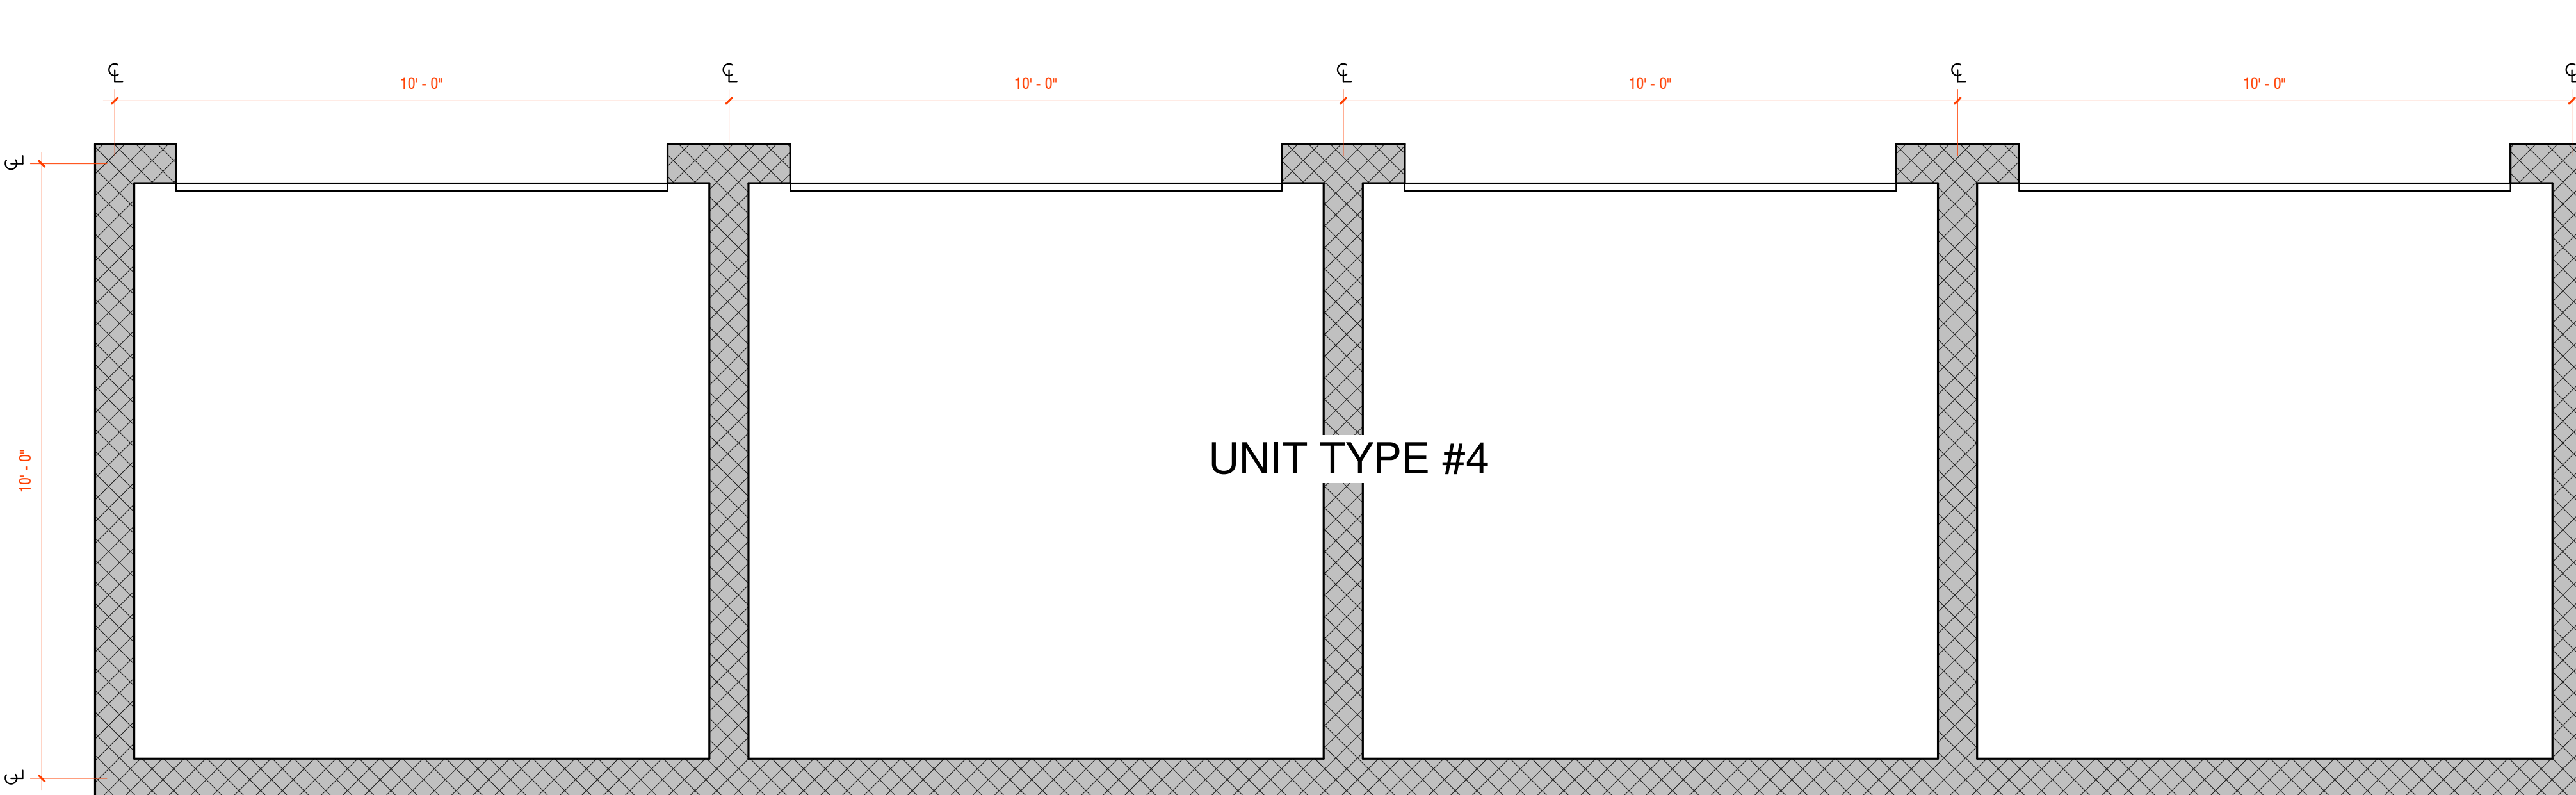 ℄ ℄ ℄ ℄ ℄
10' - 0" 10' - 0" 10' - 0" 10' - 0"
℄
10' - 0"
UNIT TYPE #4
℄